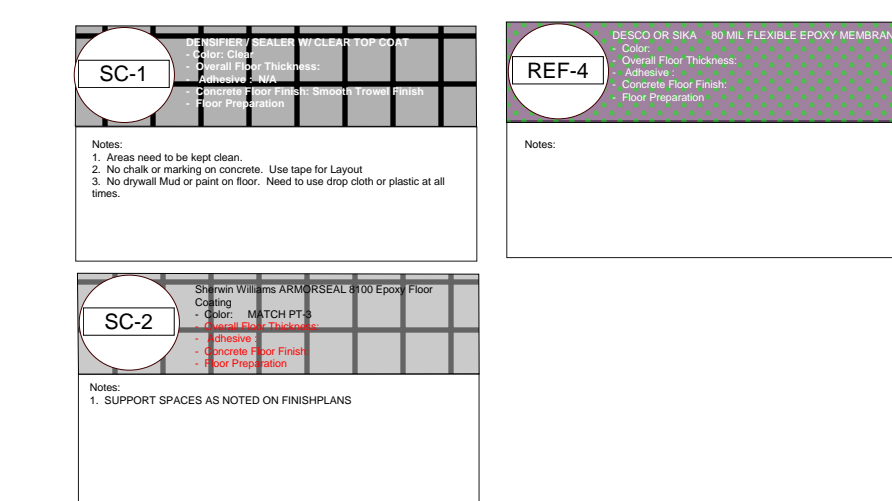 SC-1
DENSIFIER / SEALER W/ CLEAR TOP COAT
- Color: Clear
- Overall Floor Thickness:
- Adhesive : N/A
- Concrete Floor Finish: Smooth Trowel Finish
- Floor Preparation
Notes:
1. Areas need to be kept clean.
2. No chalk or marking on concrete. Use tape for Layout
3. No drywall Mud or paint on floor. Need to use drop cloth or plastic at all
times.
REF-4
DESCO OR SIKA 80 MIL FLEXIBLE EPOXY MEMBRAN
- Color:
- Overall Floor Thickness:
- Adhesive :
- Concrete Floor Finish:
- Floor Preparation
Notes:
SC-2
Sherwin Williams ARMORSEAL 8100 Epoxy Floor
Coating
- Color: MATCH PT-3
- Overall Floor Thickness:
- Adhesive :
- Concrete Floor Finish:
- Floor Preparation
Notes:
1. SUPPORT SPACES AS NOTED ON FINISHPLANS